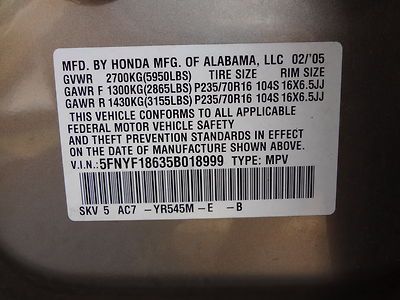 MFD. BY HONDA MFG. OF ALABAMA, LLC 02/'05
GVWR 2700KG(5950LBS) TIRE SIZE RIM SIZE
GAWR F 1300KG(2865LBS) P235/70R16 104S 16X6.5JJ
GAWR R 1430KG(3155LBS) P235/70R16 104S 16X6.5JJ
THIS VEHICLE CONFORMS TO ALL APPLICABLE
FEDERAL MOTOR VEHICLE SAFETY AND
THEFT PREVENTION STANDARDS IN EFFECT ON
THE DATE OF MANUFACTURE SHOWN ABOVE.
V.I.N.: 5FNYF18635B018999 TYPE: MPV
SKV 5 AC7 -YR545M-E -B